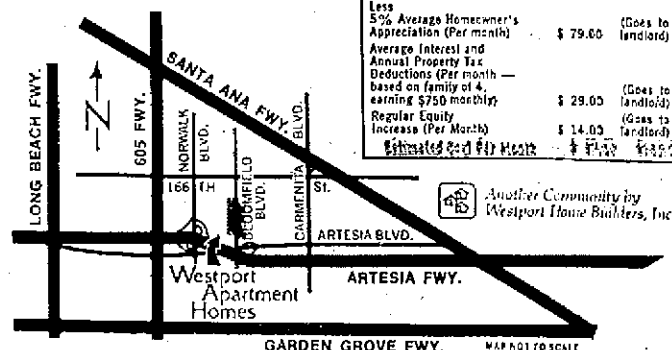 Less
5% Average Homeowner's
Appreciation (Per month) $ 79.00 (Goes to landlord)
Average Interest and
Annual Property Tax
Deductions (Per month —
based on family of 4,
earning $750 monthly) $ 29.00 (Goes to landlord)
Regular Equity
Increase (Per Month) $ 14.00 (Goes to landlord)
Estimated Per Month
Another Community by
Westport Home Builders, Inc
LONG BEACH FWY.
N
605 FWY.
SANTA ANA FWY.
NORWALK BLVD.
BLOOMFIELD BLVD.
CARMENITA BLVD.
166 TH St.
ARTESIA BLVD.
Westport
Apartment
Homes
ARTESIA FWY.
GARDEN GROVE FWY.
MAP NOT TO SCALE